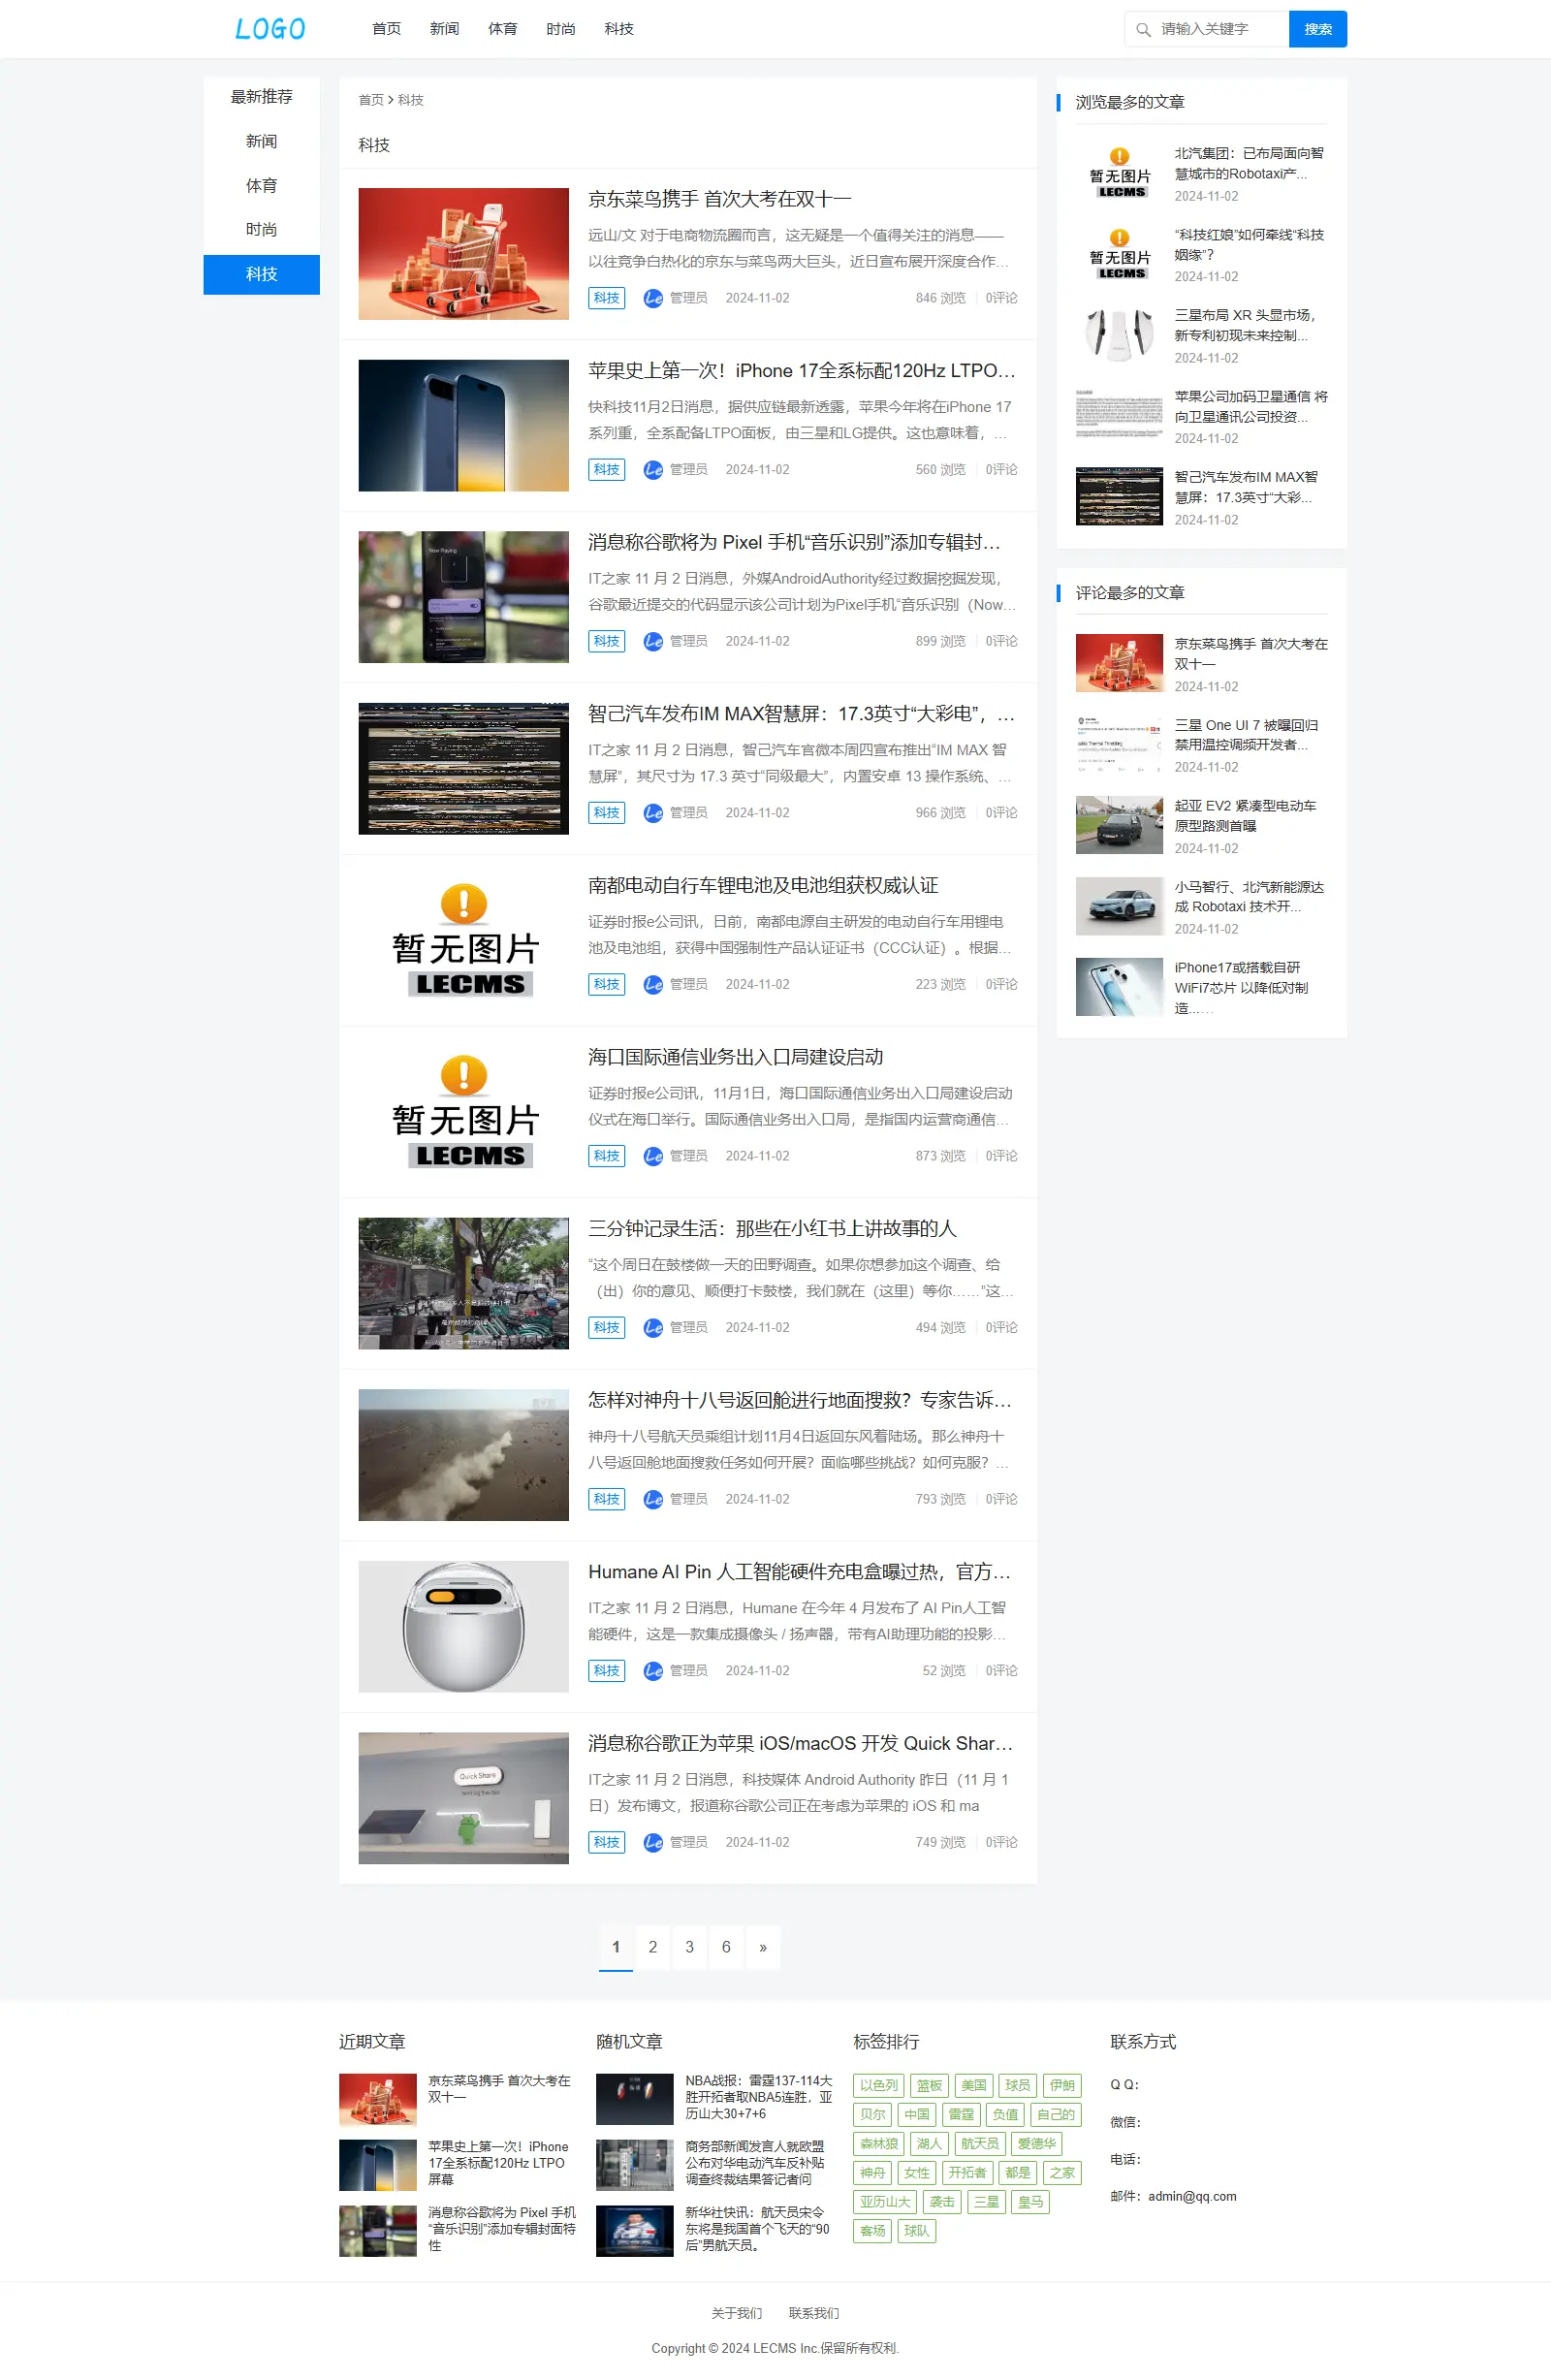 LOGO
首页 新闻 体育 时尚 科技
请输入关键字 搜索
最新推荐
新闻
体育
时尚
科技
首页 > 科技
科技
京东菜鸟携手 首次大考在双十一
远山/文 对于电商物流圈而言，这无疑是一个值得关注的消息——
以往竞争白热化的京东与菜鸟两大巨头，近日宣布展开深度合作...
科技 管理员 2024-11-02 846 浏览 0评论
苹果史上第一次！iPhone 17全系标配120Hz LTPO...
快科技11月2日消息，据供应链最新透露，苹果今年将在iPhone 17
系列重，全系配备LTPO面板，由三星和LG提供。这也意味着，...
科技 管理员 2024-11-02 560 浏览 0评论
Now Playing
消息称谷歌将为 Pixel 手机“音乐识别”添加专辑封...
IT之家 11 月 2 日消息，外媒AndroidAuthority经过数据挖掘发现，
谷歌最近提交的代码显示该公司计划为Pixel手机“音乐识别（Now...
科技 管理员 2024-11-02 899 浏览 0评论
智己汽车发布IM MAX智慧屏：17.3英寸“大彩电”，...
IT之家 11 月 2 日消息，智己汽车官微本周四宣布推出“IM MAX 智
慧屏”，其尺寸为 17.3 英寸“同级最大”，内置安卓 13 操作系统、...
科技 管理员 2024-11-02 966 浏览 0评论
暂无图片
LECMS
南都电动自行车锂电池及电池组获权威认证
证券时报e公司讯，日前，南都电源自主研发的电动自行车用锂电
池及电池组，获得中国强制性产品认证证书（CCC认证）。根据...
科技 管理员 2024-11-02 223 浏览 0评论
暂无图片
LECMS
海口国际通信业务出入口局建设启动
证券时报e公司讯，11月1日，海口国际通信业务出入口局建设启动
仪式在海口举行。国际通信业务出入口局，是指国内运营商通信...
科技 管理员 2024-11-02 873 浏览 0评论
三分钟记录生活：那些在小红书上讲故事的人
“这个周日在鼓楼做一天的田野调查。如果你想参加这个调查、给
（出）你的意见、顺便打卡鼓楼，我们就在（这里）等你……”这...
科技 管理员 2024-11-02 494 浏览 0评论
怎样对神舟十八号返回舱进行地面搜救？专家告诉...
神舟十八号航天员乘组计划11月4日返回东风着陆场。那么神舟十
八号返回舱地面搜救任务如何开展？面临哪些挑战？如何克服？...
科技 管理员 2024-11-02 793 浏览 0评论
Humane AI Pin 人工智能硬件充电盒曝过热，官方...
IT之家 11 月 2 日消息，Humane 在今年 4 月发布了 AI Pin人工智
能硬件，这是一款集成摄像头 / 扬声器，带有AI助理功能的投影...
科技 管理员 2024-11-02 52 浏览 0评论
Quick Share
消息称谷歌正为苹果 iOS/macOS 开发 Quick Shar...
IT之家 11 月 2 日消息，科技媒体 Android Authority 昨日（11 月 1
日）发布博文，报道称谷歌公司正在考虑为苹果的 iOS 和 ma
科技 管理员 2024-11-02 749 浏览 0评论
1 2 3 6 »
浏览最多的文章
暂无图片
LECMS
北汽集团：已布局面向智
慧城市的Robotaxi产...
2024-11-02
暂无图片
LECMS
“科技红娘”如何牵线“科技
姻缘”？
2024-11-02
三星布局 XR 头显市场，
新专利初现未来控制...
2024-11-02
苹果公司加码卫星通信 将
向卫星通讯公司投资...
2024-11-02
智己汽车发布IM MAX智
慧屏：17.3英寸“大彩...
2024-11-02
评论最多的文章
京东菜鸟携手 首次大考在
双十一
2024-11-02
三星 One UI 7 被曝回归
禁用温控调频开发者...
2024-11-02
起亚 EV2 紧凑型电动车
原型路测首曝
2024-11-02
小马智行、北汽新能源达
成 Robotaxi 技术开...
2024-11-02
iPhone17或搭载自研
WiFi7芯片 以降低对制
造...
近期文章
京东菜鸟携手 首次大考在
双十一
苹果史上第一次！iPhone
17全系标配120Hz LTPO
屏幕
消息称谷歌将为 Pixel 手机
“音乐识别”添加专辑封面特
性
随机文章
NBA战报：雷霆137-114大
胜开拓者取NBA5连胜，亚
历山大30+7+6
商务部新闻发言人就欧盟
公布对华电动汽车反补贴
调查终裁结果答记者问
新华社快讯：航天员宋令
东将是我国首个飞天的“90
后”男航天员。
标签排行
以色列 篮板 美国 球员 伊朗
贝尔 中国 雷霆 负值 自己的
森林狼 湖人 航天员 爱德华
神舟 女性 开拓者 都是 之家
亚历山大 袭击 三星 皇马
客场 球队
联系方式
Q Q：
微信：
电话：
邮件：admin@qq.com
关于我们 联系我们
Copyright © 2024 LECMS Inc.保留所有权利.